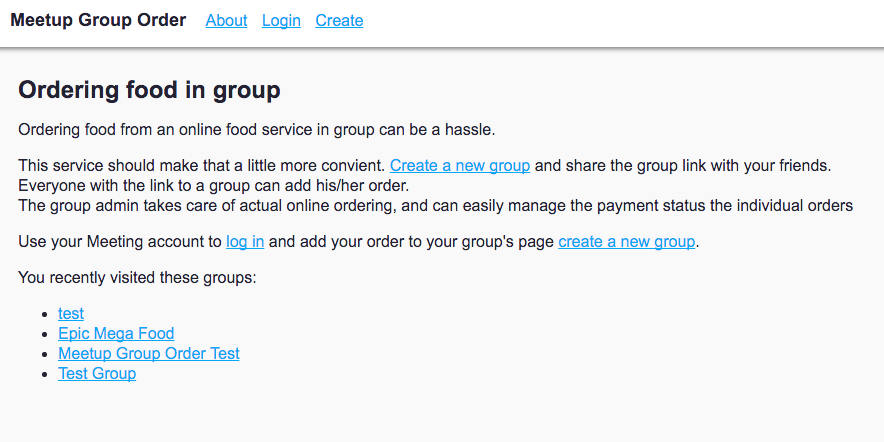 Meetup Group Order About Login Create
Ordering food in group
Ordering food from an online food service in group can be a hassle.
This service should make that a little more convient. Create a new group and share the group link with your friends.
Everyone with the link to a group can add his/her order.
The group admin takes care of actual online ordering, and can easily manage the payment status the individual orders
Use your Meeting account to log in and add your order to your group's page create a new group.
You recently visited these groups:
test
Epic Mega Food
Meetup Group Order Test
Test Group